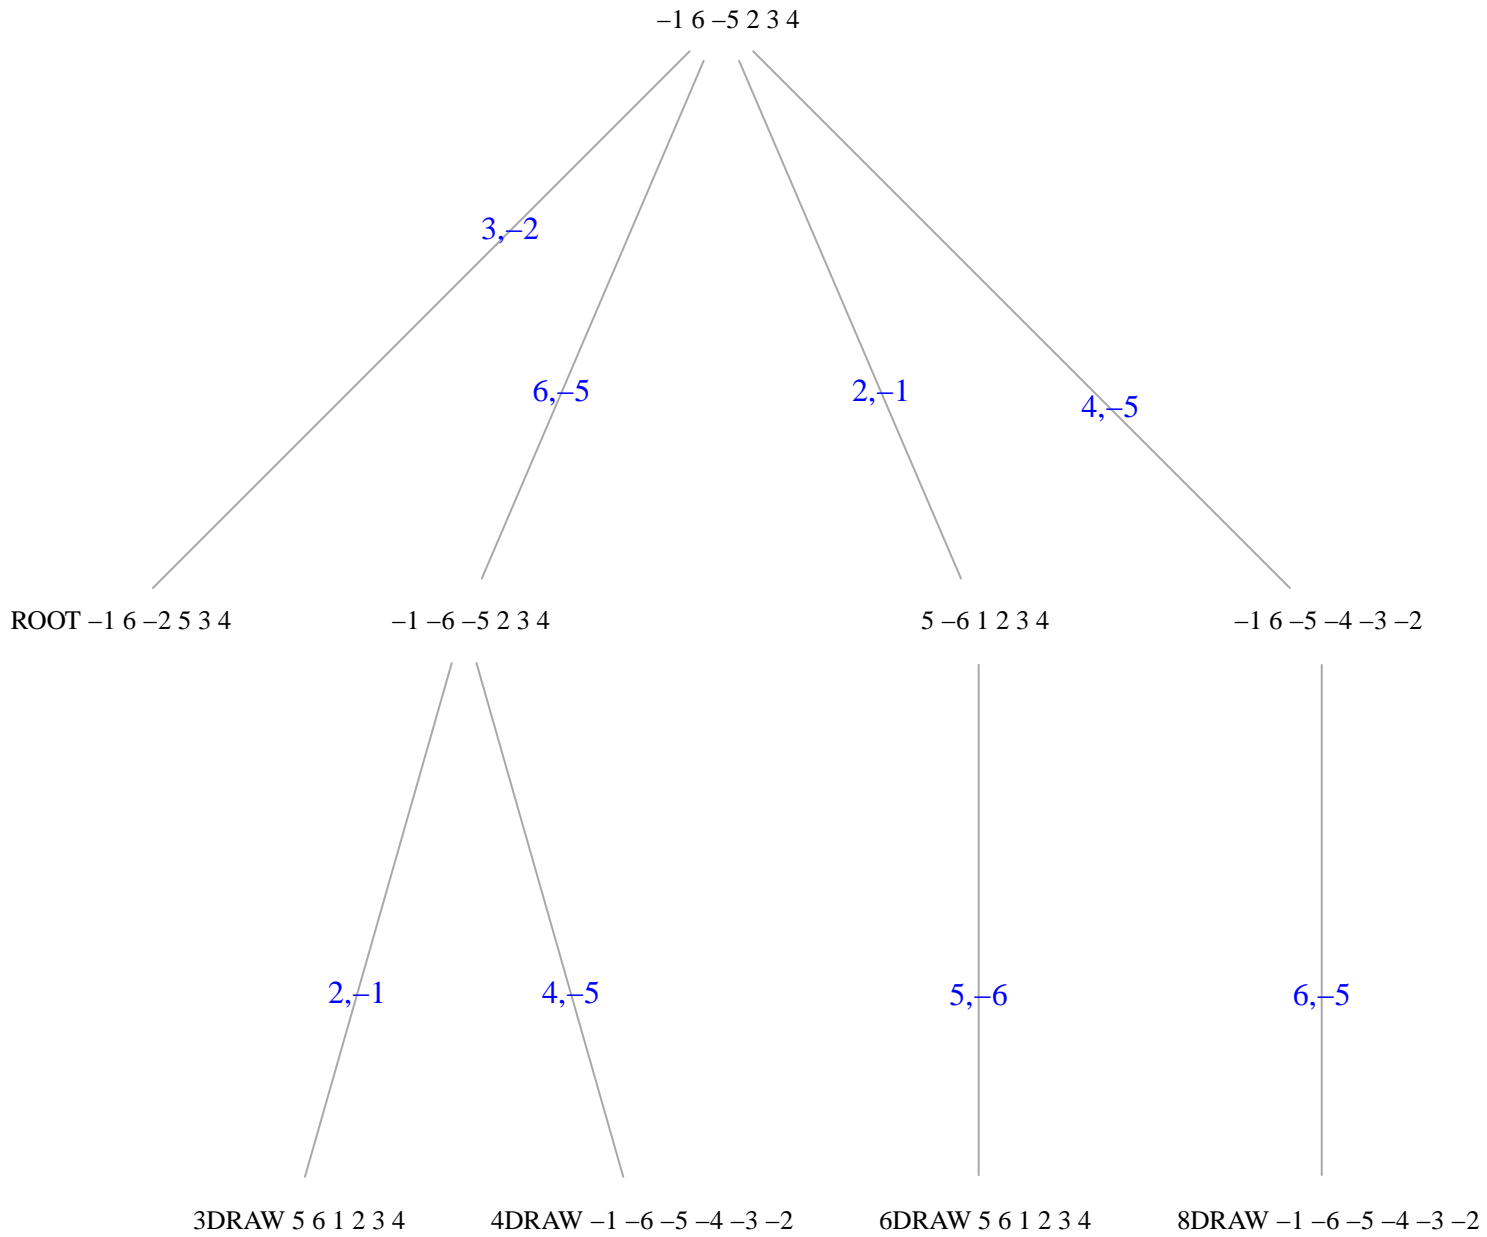 –1 6 –5 2 3 4
3,–2
6,–5
2,–1
4,–5
ROOT –1 6 –2 5 3 4
–1 –6 –5 2 3 4
5 –6 1 2 3 4
–1 6 –5 –4 –3 –2
2,–1
4,–5
5,–6
6,–5
3DRAW 5 6 1 2 3 4
4DRAW –1 –6 –5 –4 –3 –2
6DRAW 5 6 1 2 3 4
8DRAW –1 –6 –5 –4 –3 –2